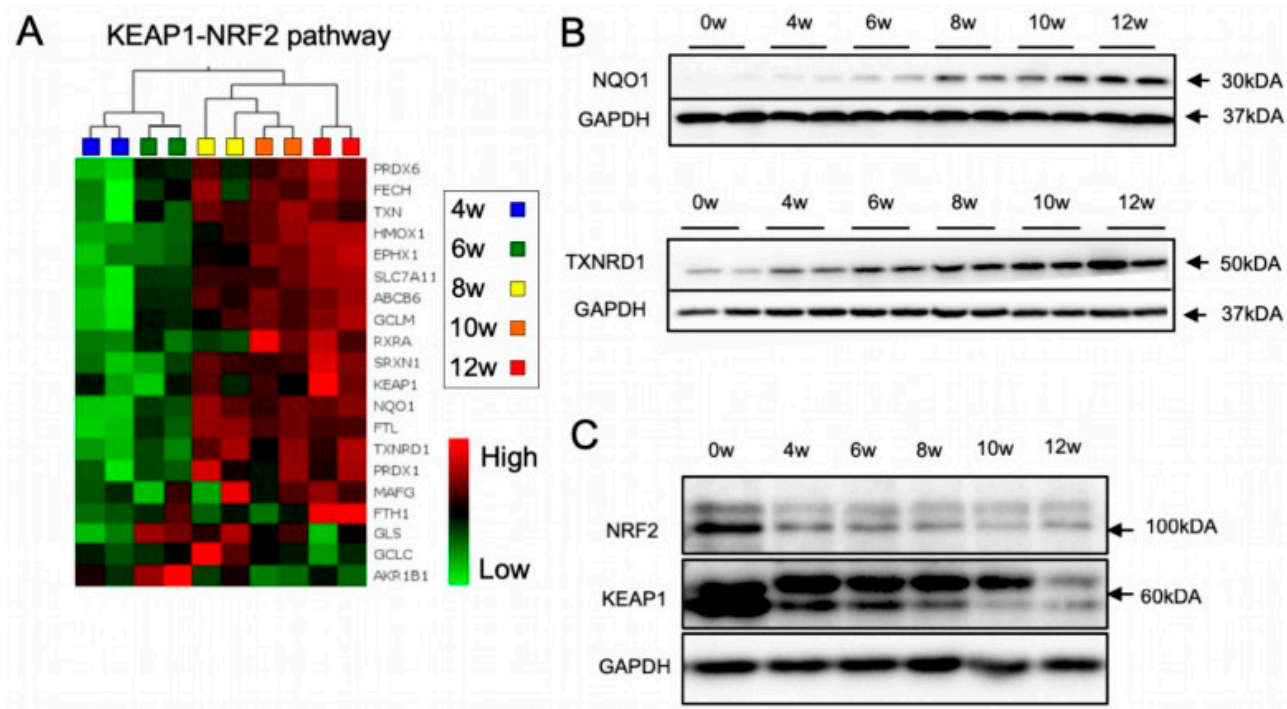 A
KEAP1-NRF2 pathway
PRDX6
FECH
TXN
HMOX1
EPHX1
SLC7A11
ABCB6
GCLM
RXRA
SRXN1
KEAP1
NQO1
FTL
TXNRD1
PRDX1
MAFG
FTH1
GLS
GCLC
AKR1B1
4w
6w
8w
10w
12w
High
Low
B
0w 4w 6w 8w 10w 12w
NQO1 30kDA
GAPDH 37kDA
0w 4w 6w 8w 10w 12w
TXNRD1 50kDA
GAPDH 37kDA
C
0w 4w 6w 8w 10w 12w
NRF2 100kDA
KEAP1 60kDA
GAPDH